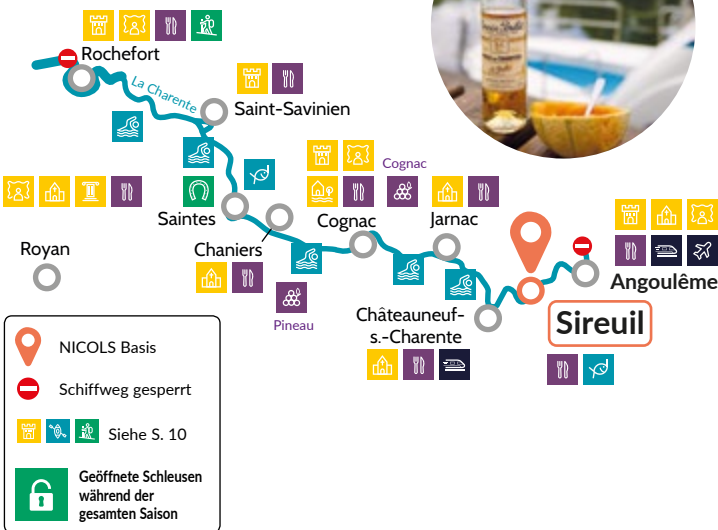 Rochefort
La Charente
Saint-Savinien
Cognac
Saintes
Chaniers
Cognac
Jarnac
Royan
Pineau
Châteauneuf-
s.-Charente
Angoulême
Sireuil
NICOLS Basis
Schiffweg gesperrt
Siehe S. 10
Geöffnete Schleusen
während der
gesamten Saison